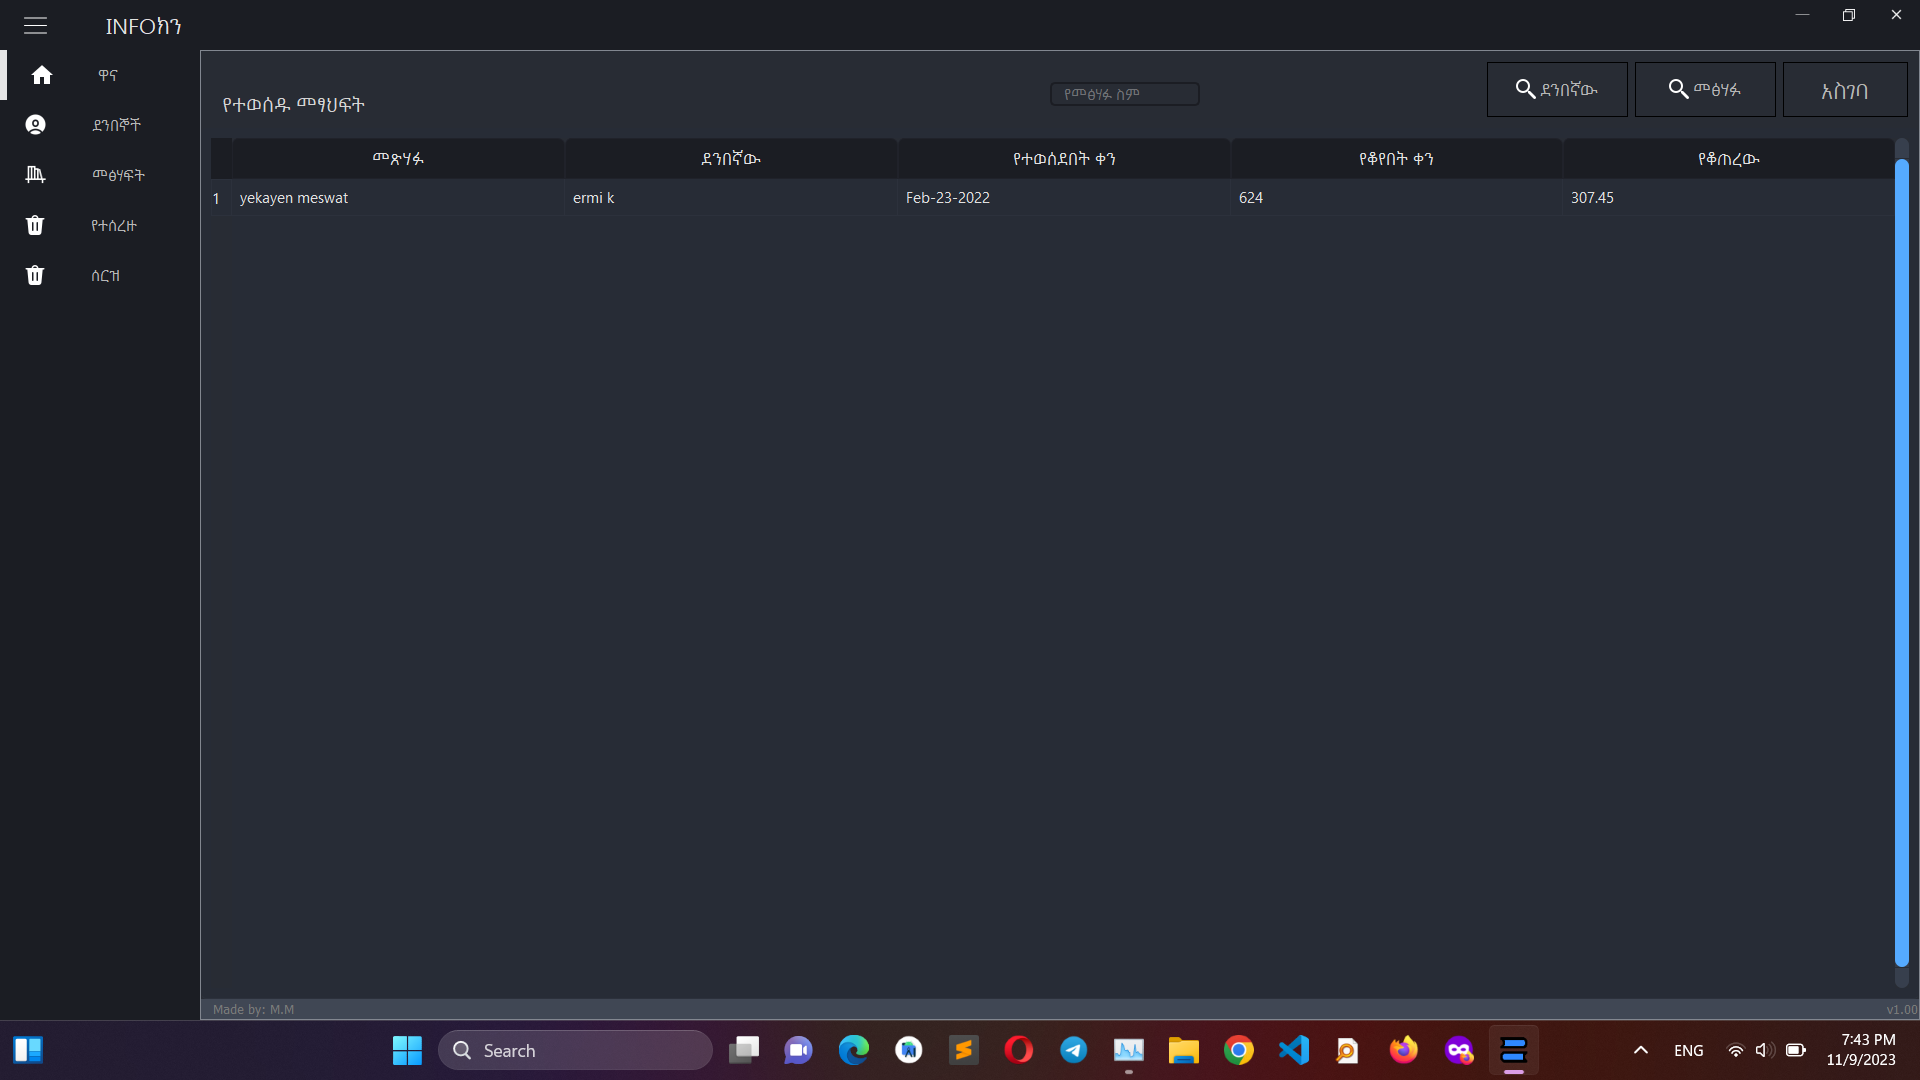 INFOክን
ዋና
ደንበኞች
መፅሃፍት
የተሰረዙ
ሰርዝ
የተወሰዱ መፃህፍት
የመፅሃፉ ስም
ደንበኛው
መፅሃፉ
አስገባ
መጽሃፉ ደንበኛው የተወሰደበት ቀን የቆየበት ቀን የቆጠረው
1 yekayen meswat ermi k Feb-23-2022 624 307.45
Made by: M.M
v1.00
Search
ENG
7:43 PM
11/9/2023